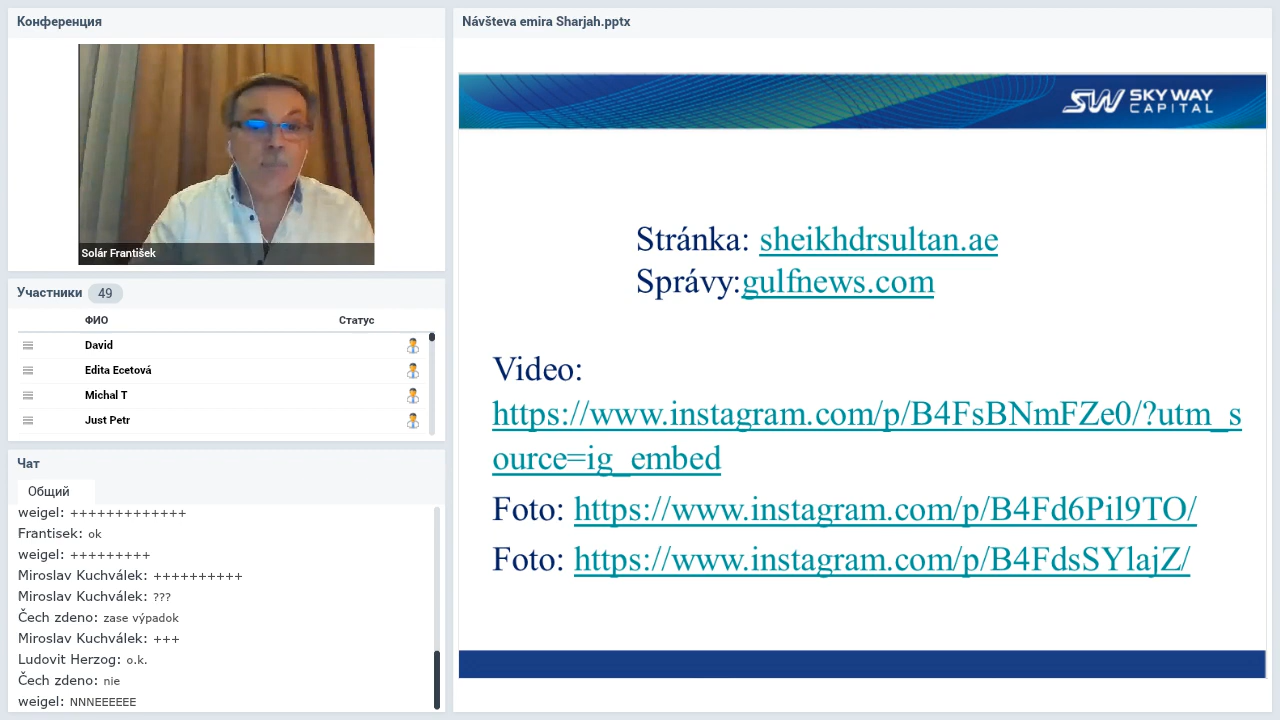 Конференция
Solár František
Участники 49
ФИО Статус
David
Edita Ecetová
Michal T
Just Petr
Чат
Общий
weigel: +++++++++++++
Frantisek: ok
weigel: +++++++++
Miroslav Kuchválek: ++++++++++
Miroslav Kuchválek: ???
Čech zdeno: zase výpadok
Miroslav Kuchválek: +++
Ludovit Herzog: o.k.
Čech zdeno: nie
weigel: NNNEEEEEE
Návšteva emira Sharjah.pptx
SW SKY WAY
CAPITAL
Stránka: sheikhdrsultan.ae
Správy:gulfnews.com
Video:
https://www.instagram.com/p/B4FsBNmFZe0/?utm_s
ource=ig_embed
Foto: https://www.instagram.com/p/B4Fd6Pil9TO/
Foto: https://www.instagram.com/p/B4FdsSYlajZ/